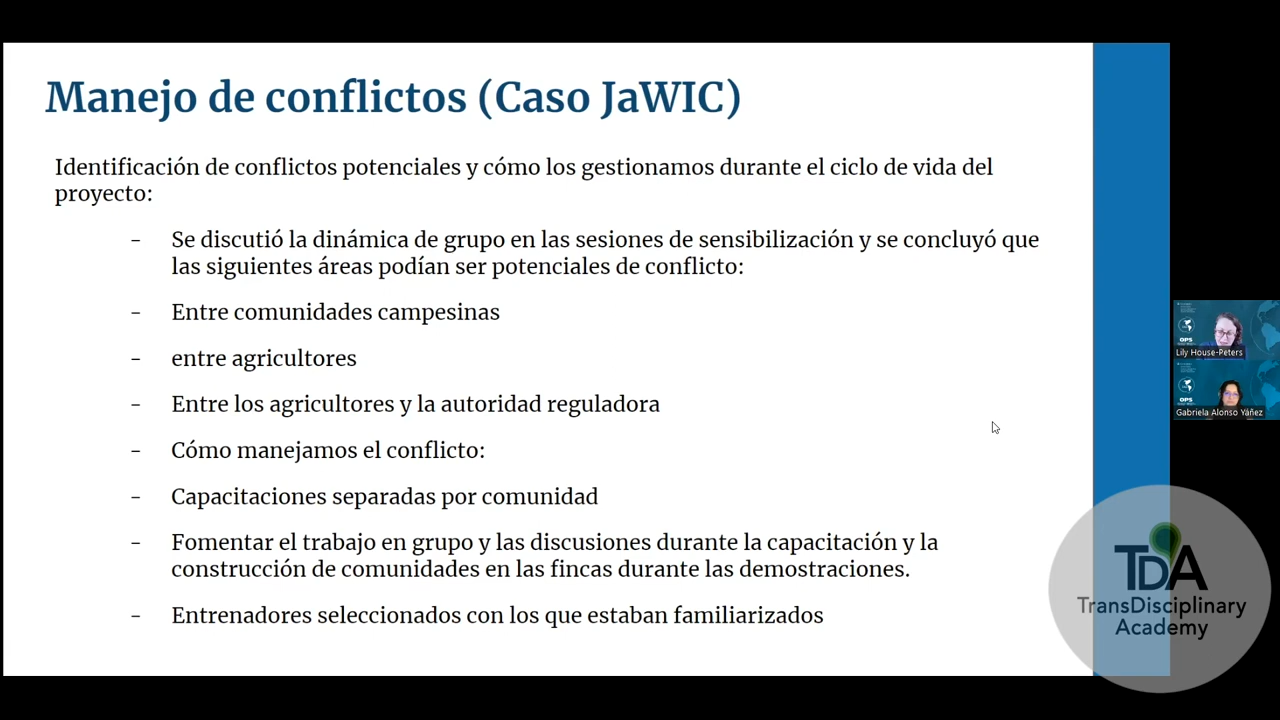 Manejo de conflictos (Caso JaWIC)
Identificación de conflictos potenciales y cómo los gestionamos durante el ciclo de vida del
proyecto:
- Se discutió la dinámica de grupo en las sesiones de sensibilización y se concluyó que
las siguientes áreas podían ser potenciales de conflicto:
- Entre comunidades campesinas
- entre agricultores
- Entre los agricultores y la autoridad reguladora
- Cómo manejamos el conflicto:
- Capacitaciones separadas por comunidad
- Fomentar el trabajo en grupo y las discusiones durante la capacitación y la
construcción de comunidades en las fincas durante las demostraciones.
- Entrenadores seleccionados con los que estaban familiarizados
OPS
Lily House-Peters
OPS
Gabriela Alonso Yáñez
TDA
TransDisciplinary
Academy